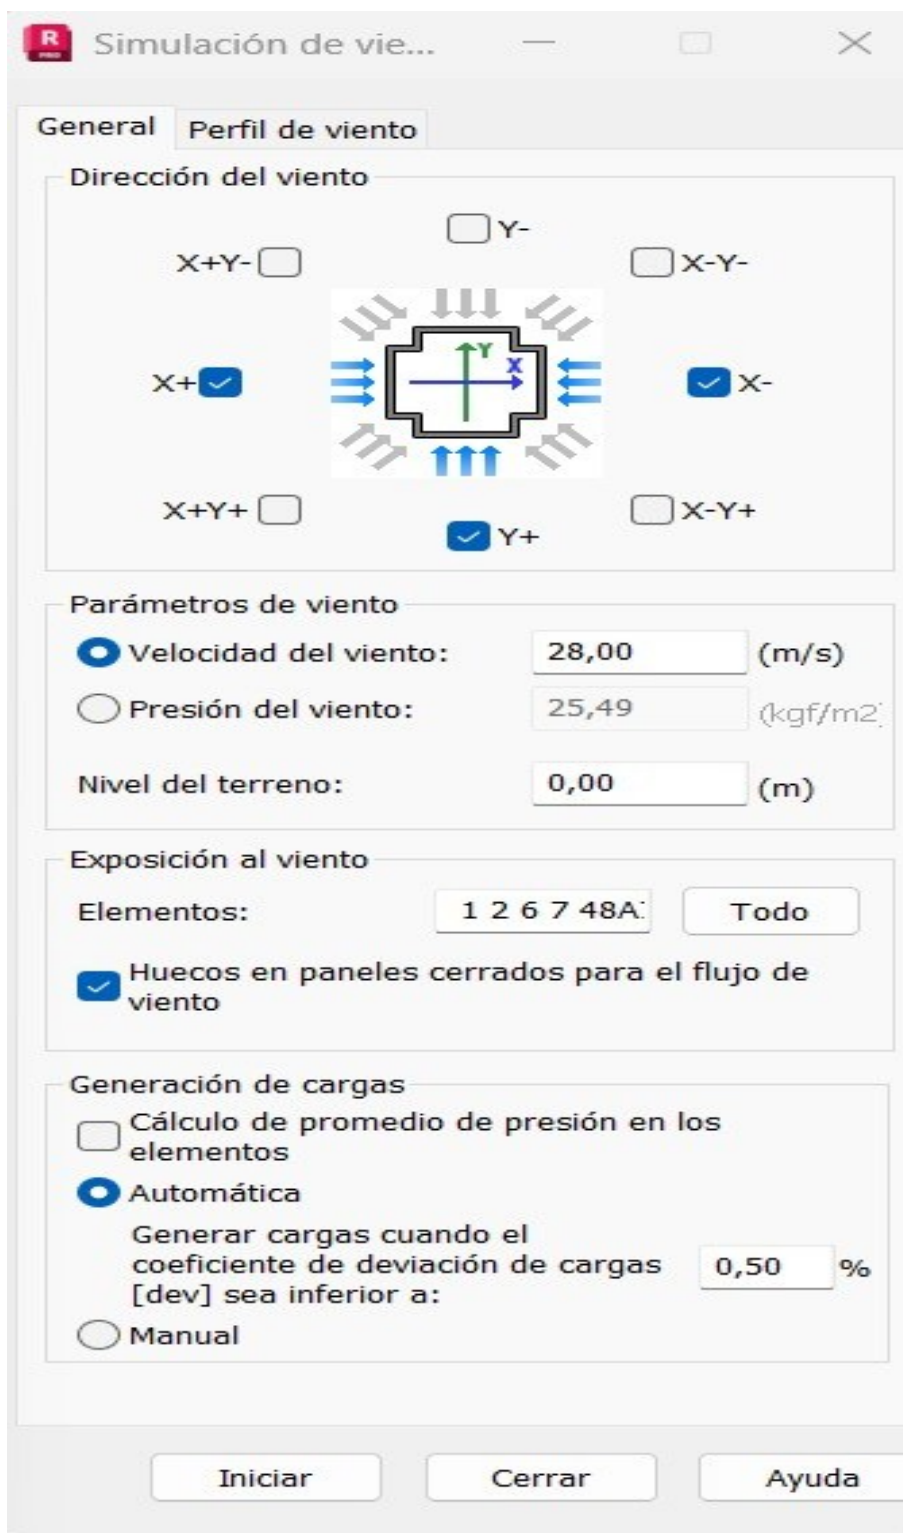 R
PRO
Simulación de vie...
General
Perfil de viento
Dirección del viento
Y-
X+Y-
X-Y-
Y
X
X+
X-
X+Y+
X-Y+
Y+
Parámetros de viento
Velocidad del viento: 28,00 (m/s)
Presión del viento: 25,49 (kgf/m2)
Nivel del terreno: 0,00 (m)
Exposición al viento
Elementos: 1 2 6 7 48A Todo
Huecos en paneles cerrados para el flujo de
viento
Generación de cargas
Cálculo de promedio de presión en los
elementos
Automática
Generar cargas cuando el
coeficiente de deviación de cargas 0,50 %
[dev] sea inferior a:
Manual
Iniciar
Cerrar
Ayuda